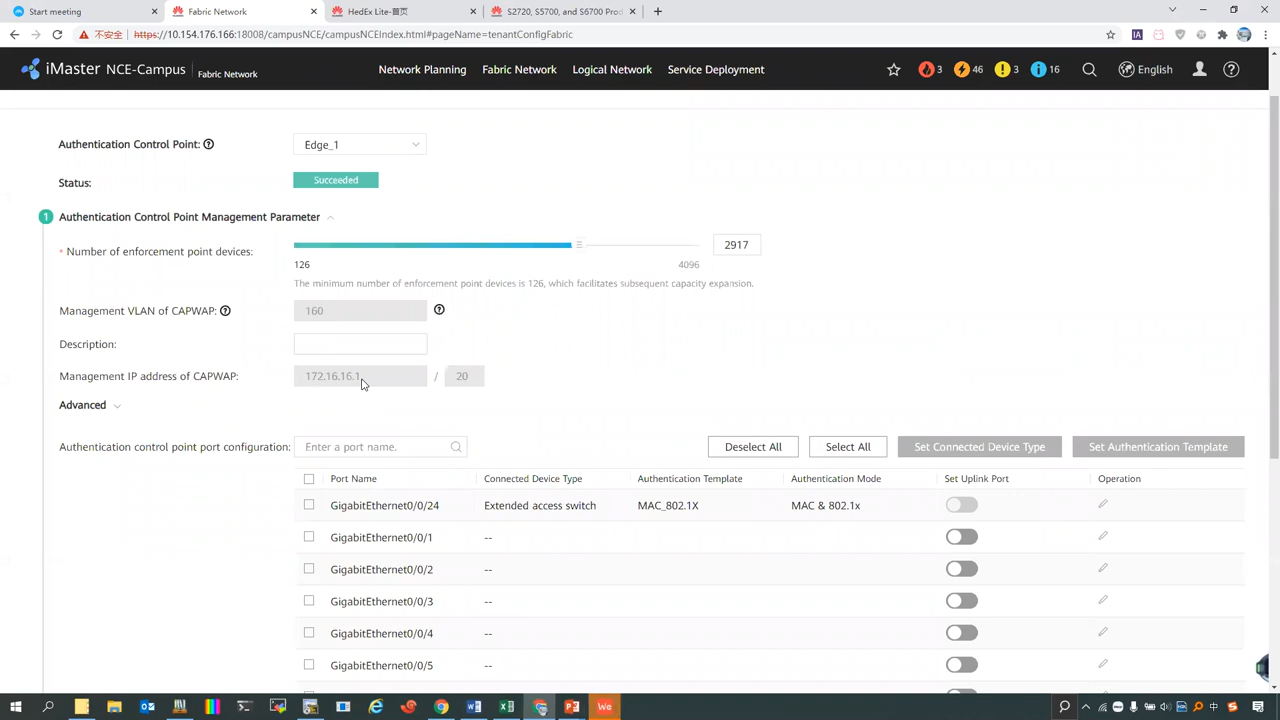 Start meeting
Fabric Network
HedEx Lite-首页
S2720, S5700, and S6700 Prod
不安全
https://10.154.176.166:18008/campusNCE/campusNCEIndex.html#pageName=tenantConfigFabric
iMaster NCE-Campus
Fabric Network
Network Planning
Fabric Network
Logical Network
Service Deployment
3
46
3
16
English
Authentication Control Point:
Edge_1
Status:
Succeeded
1
Authentication Control Point Management Parameter
* Number of enforcement point devices:
2917
126
4096
The minimum number of enforcement point devices is 126, which facilitates subsequent capacity expansion.
Management VLAN of CAPWAP:
160
Description:
Management IP address of CAPWAP:
172.16.16.1
/
20
Advanced
Authentication control point port configuration:
Enter a port name.
Deselect All
Select All
Set Connected Device Type
Set Authentication Template
Port Name
Connected Device Type
Authentication Template
Authentication Mode
Set Uplink Port
Operation
GigabitEthernet0/0/24
Extended access switch
MAC_802.1X
MAC & 802.1x
GigabitEthernet0/0/1
--
GigabitEthernet0/0/2
--
GigabitEthernet0/0/3
--
GigabitEthernet0/0/4
--
GigabitEthernet0/0/5
--
We
中